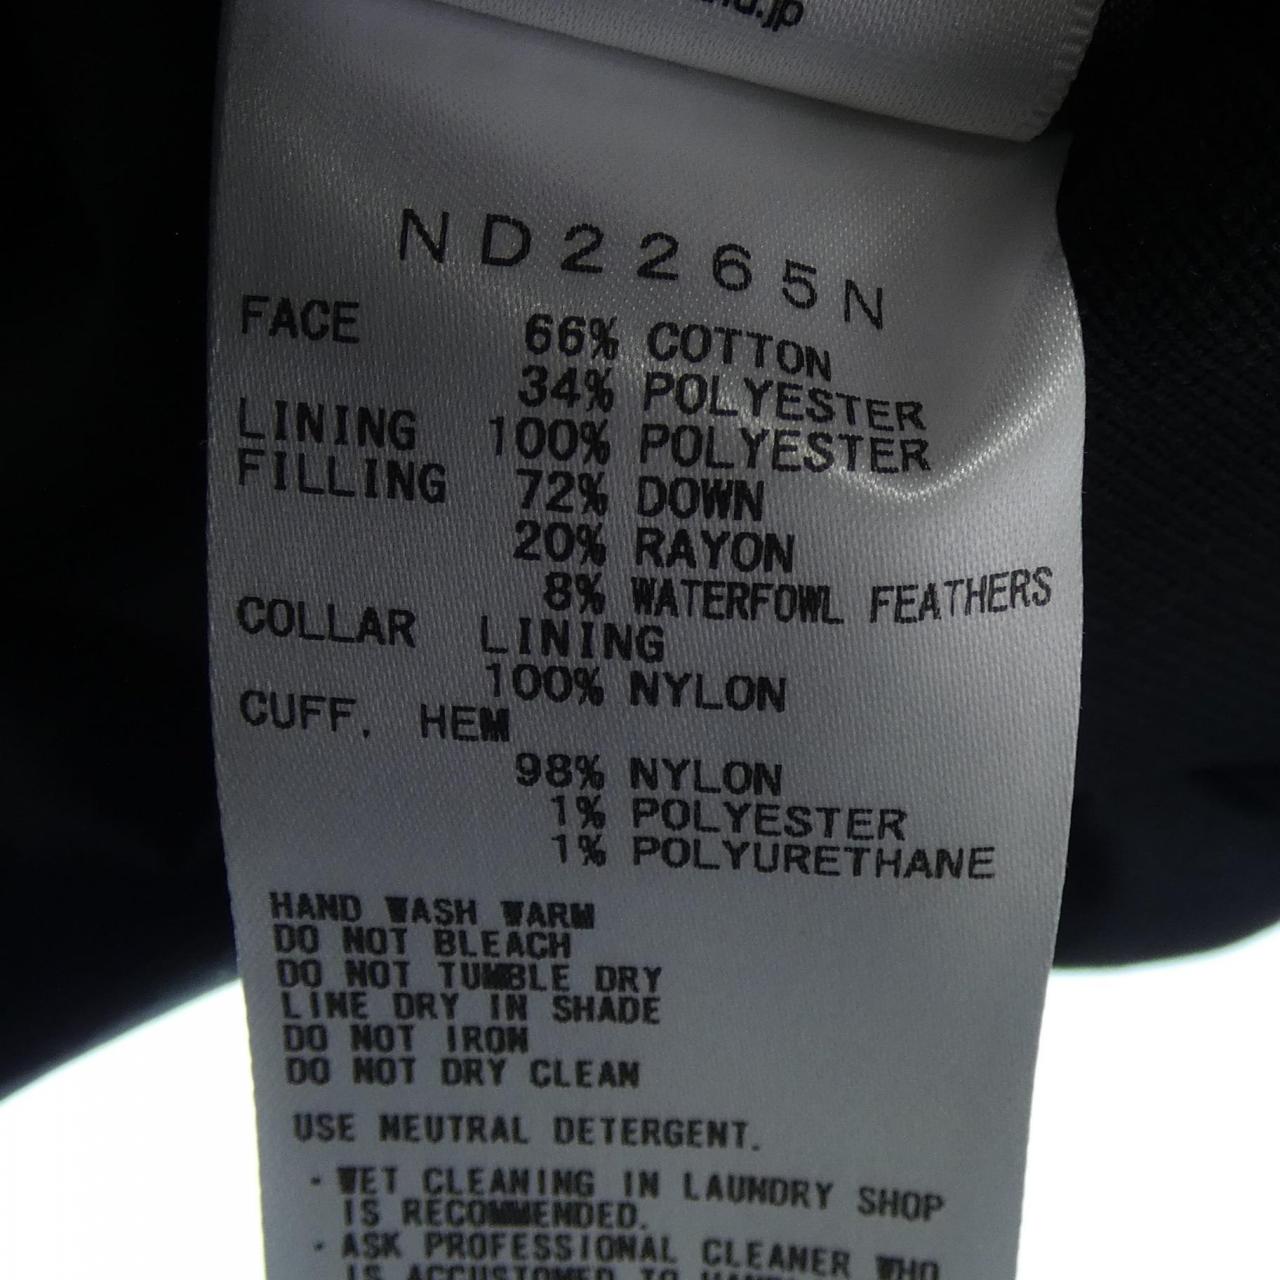 ND2265N
FACE 66% COTTON
34% POLYESTER
LINING 100% POLYESTER
FILLING 72% DOWN
20% RAYON
8% WATERFOWL FEATHERS
COLLAR LINING
100% NYLON
CUFF. HEM
98% NYLON
1% POLYESTER
1% POLYURETHANE
HAND WASH WARM
DO NOT BLEACH
DO NOT TUMBLE DRY
LINE DRY IN SHADE
DO NOT IRON
DO NOT DRY CLEAN
USE NEUTRAL DETERGENT.
· WET CLEANING IN LAUNDRY SHOP
IS RECOMMENDED.
· ASK PROFESSIONAL CLEANER WHO
IS ACCUSTOMED TO